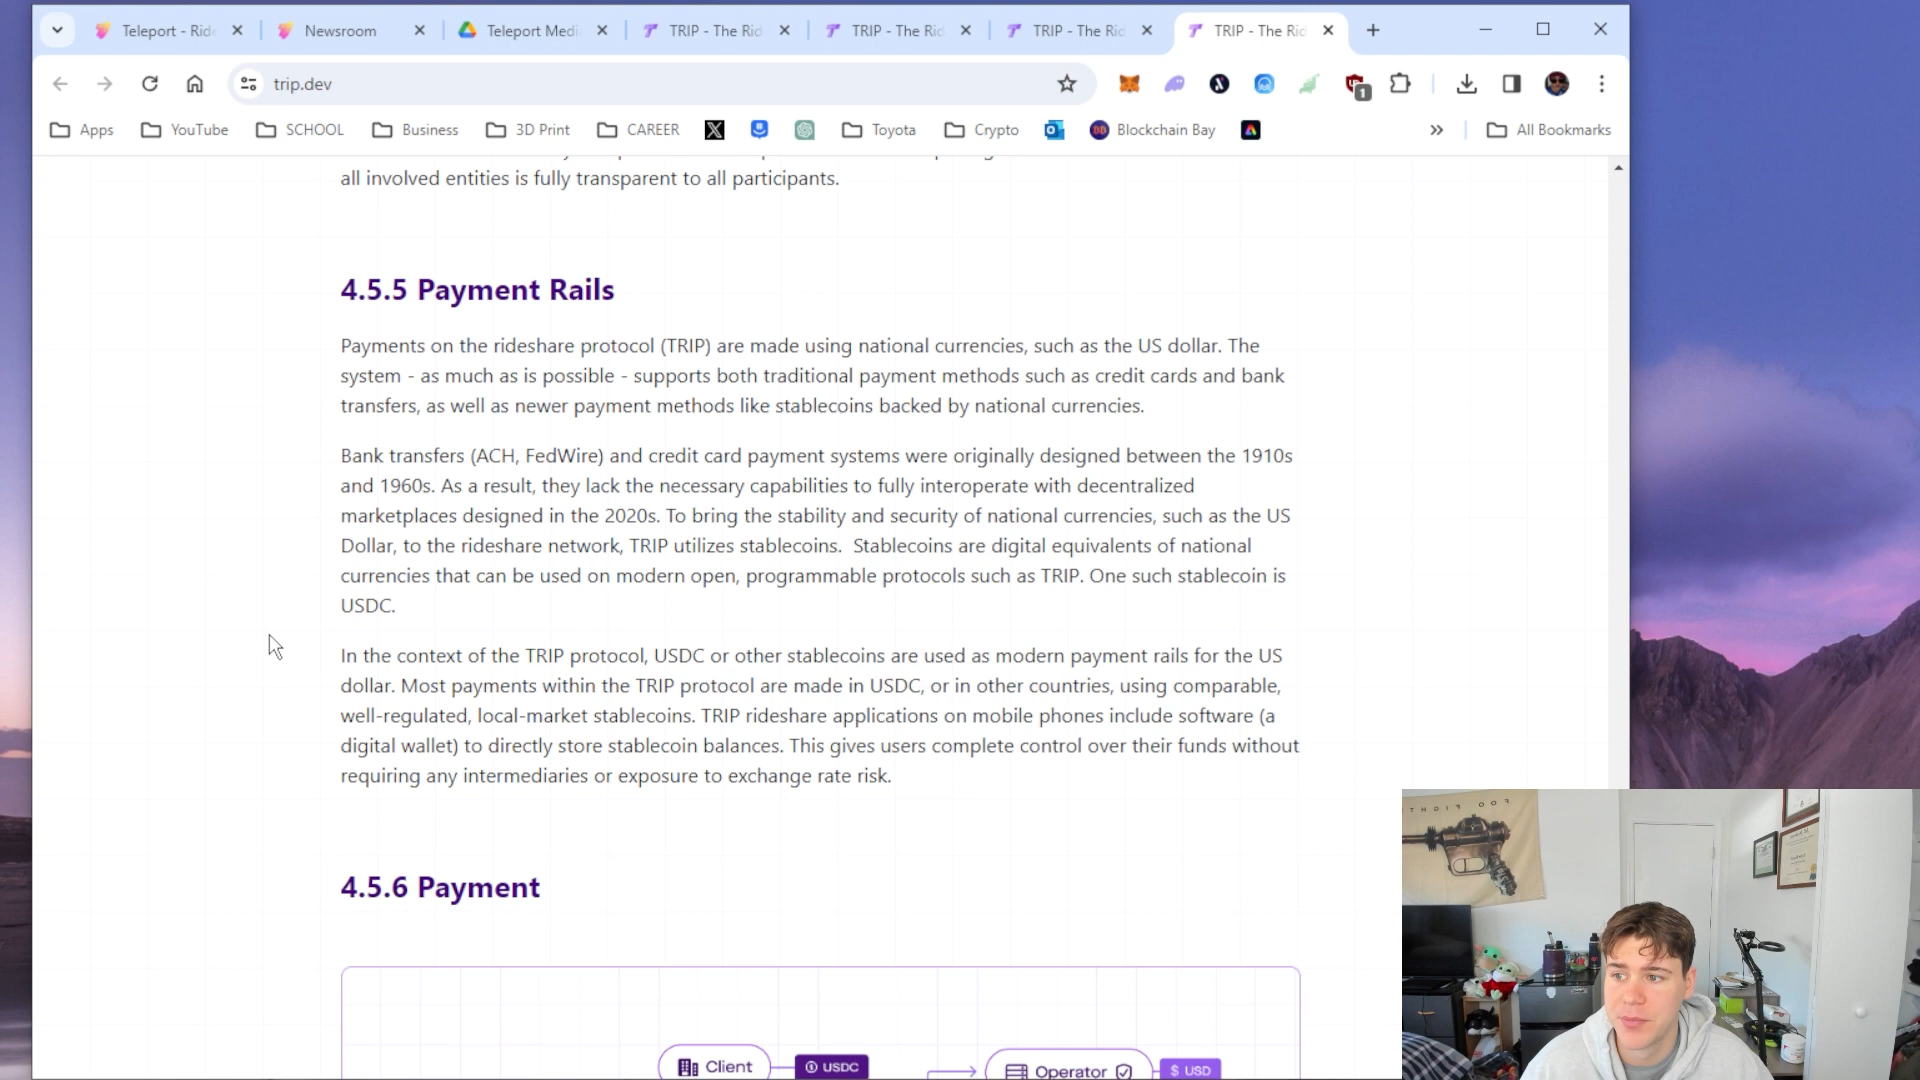 Teleport - Ride
Newsroom
Teleport Medi
TRIP - The Rid
TRIP - The Rid
TRIP - The Rid
TRIP - The Rid
trip.dev
1
Apps
YouTube
SCHOOL
Business
3D Print
CAREER
Toyota
Crypto
Blockchain Bay
All Bookmarks
all involved entities is fully transparent to all participants.
4.5.5 Payment Rails
Payments on the rideshare protocol (TRIP) are made using national currencies, such as the US dollar. The
system - as much as is possible - supports both traditional payment methods such as credit cards and bank
transfers, as well as newer payment methods like stablecoins backed by national currencies.
Bank transfers (ACH, FedWire) and credit card payment systems were originally designed between the 1910s
and 1960s. As a result, they lack the necessary capabilities to fully interoperate with decentralized
marketplaces designed in the 2020s. To bring the stability and security of national currencies, such as the US
Dollar, to the rideshare network, TRIP utilizes stablecoins. Stablecoins are digital equivalents of national
currencies that can be used on modern open, programmable protocols such as TRIP. One such stablecoin is
USDC.
In the context of the TRIP protocol, USDC or other stablecoins are used as modern payment rails for the US
dollar. Most payments within the TRIP protocol are made in USDC, or in other countries, using comparable,
well-regulated, local-market stablecoins. TRIP rideshare applications on mobile phones include software (a
digital wallet) to directly store stablecoin balances. This gives users complete control over their funds without
requiring any intermediaries or exposure to exchange rate risk.
4.5.6 Payment
Client
USDC
Operator
$ USD